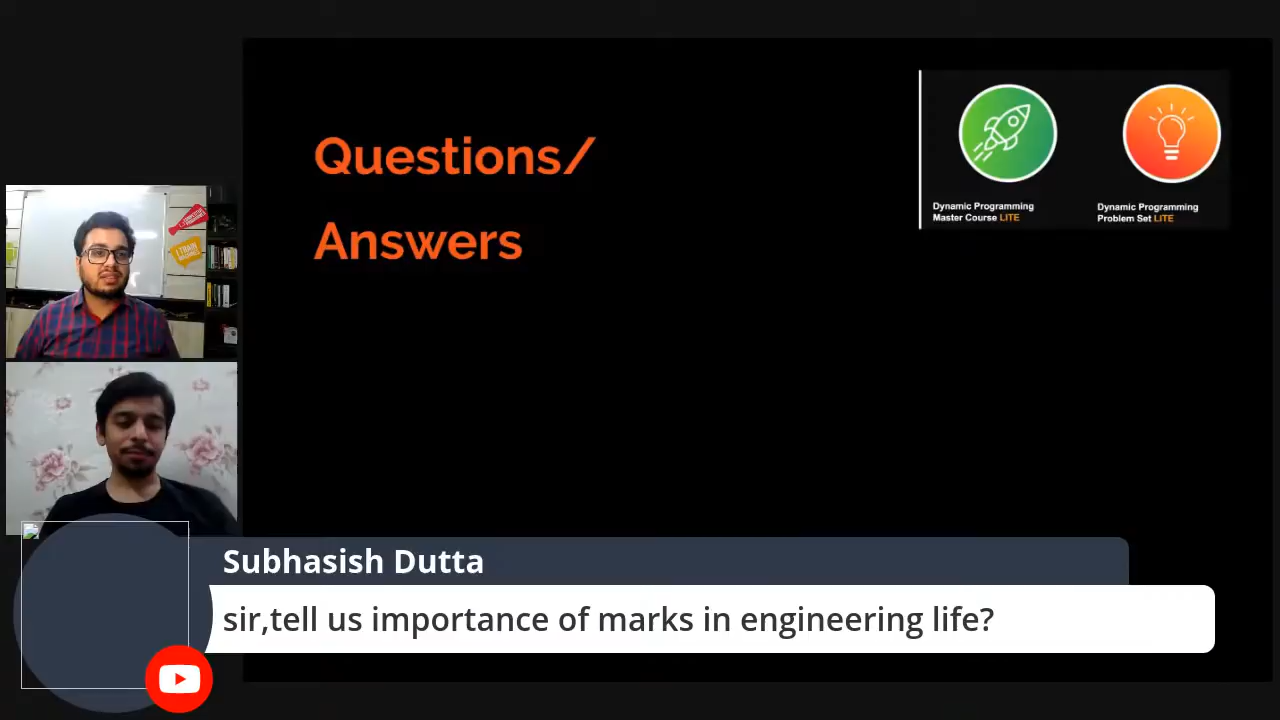 Questions/
Answers
Dynamic Programming
Master Course LITE
Dynamic Programming
Problem Set LITE
Subhasish Dutta
sir,tell us importance of marks in engineering life?